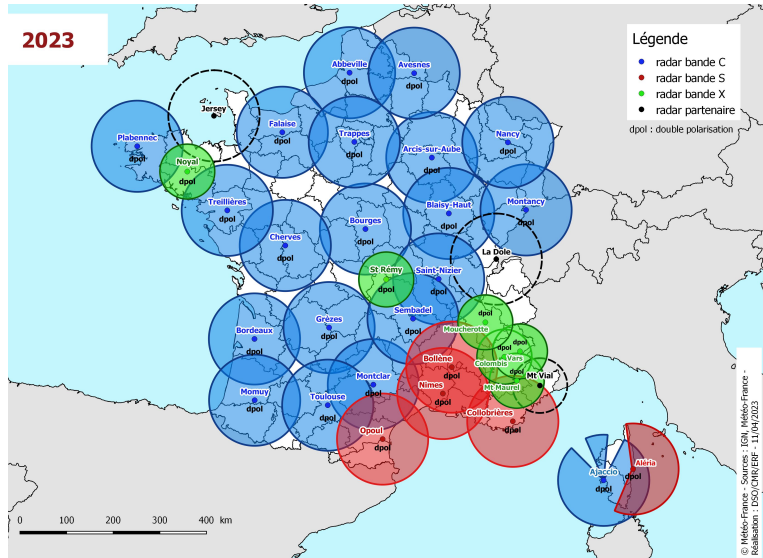 2023
Légende
radar bande C
radar bande S
radar bande X
radar partenaire
dpol : double polarisation
Abbeville
dpol
Avesnes
dpol
Jersey
Plabennec
dpol
Falaise
dpol
Trappes
dpol
Arcis-sur-Aube
dpol
Nancy
dpol
Noyal
dpol
Treillières
dpol
Bourges
dpol
Blaisy-Haut
dpol
Montancy
dpol
Cherves
dpol
La Dole
St Rémy
dpol
Saint-Nizier
dpol
Grèzes
dpol
Sembadel
dpol
dpol
Moucherotte
Bordeaux
dpol
Bollène
dpol
dpol
dpol
Colombis
Vars
dpol
Mt Maurel
Mt Vial
Momuy
dpol
Toulouse
dpol
Montclar
dpol
Nîmes
dpol
Collobrières
dpol
Opoul
dpol
Ajaccio
dpol
Aléria
dpol
0 100 200 300 400 km
© Météo-France - Sources : IGN, Météo-France -
Réalisation : DSO/CMR/ERF - 11/04/2023